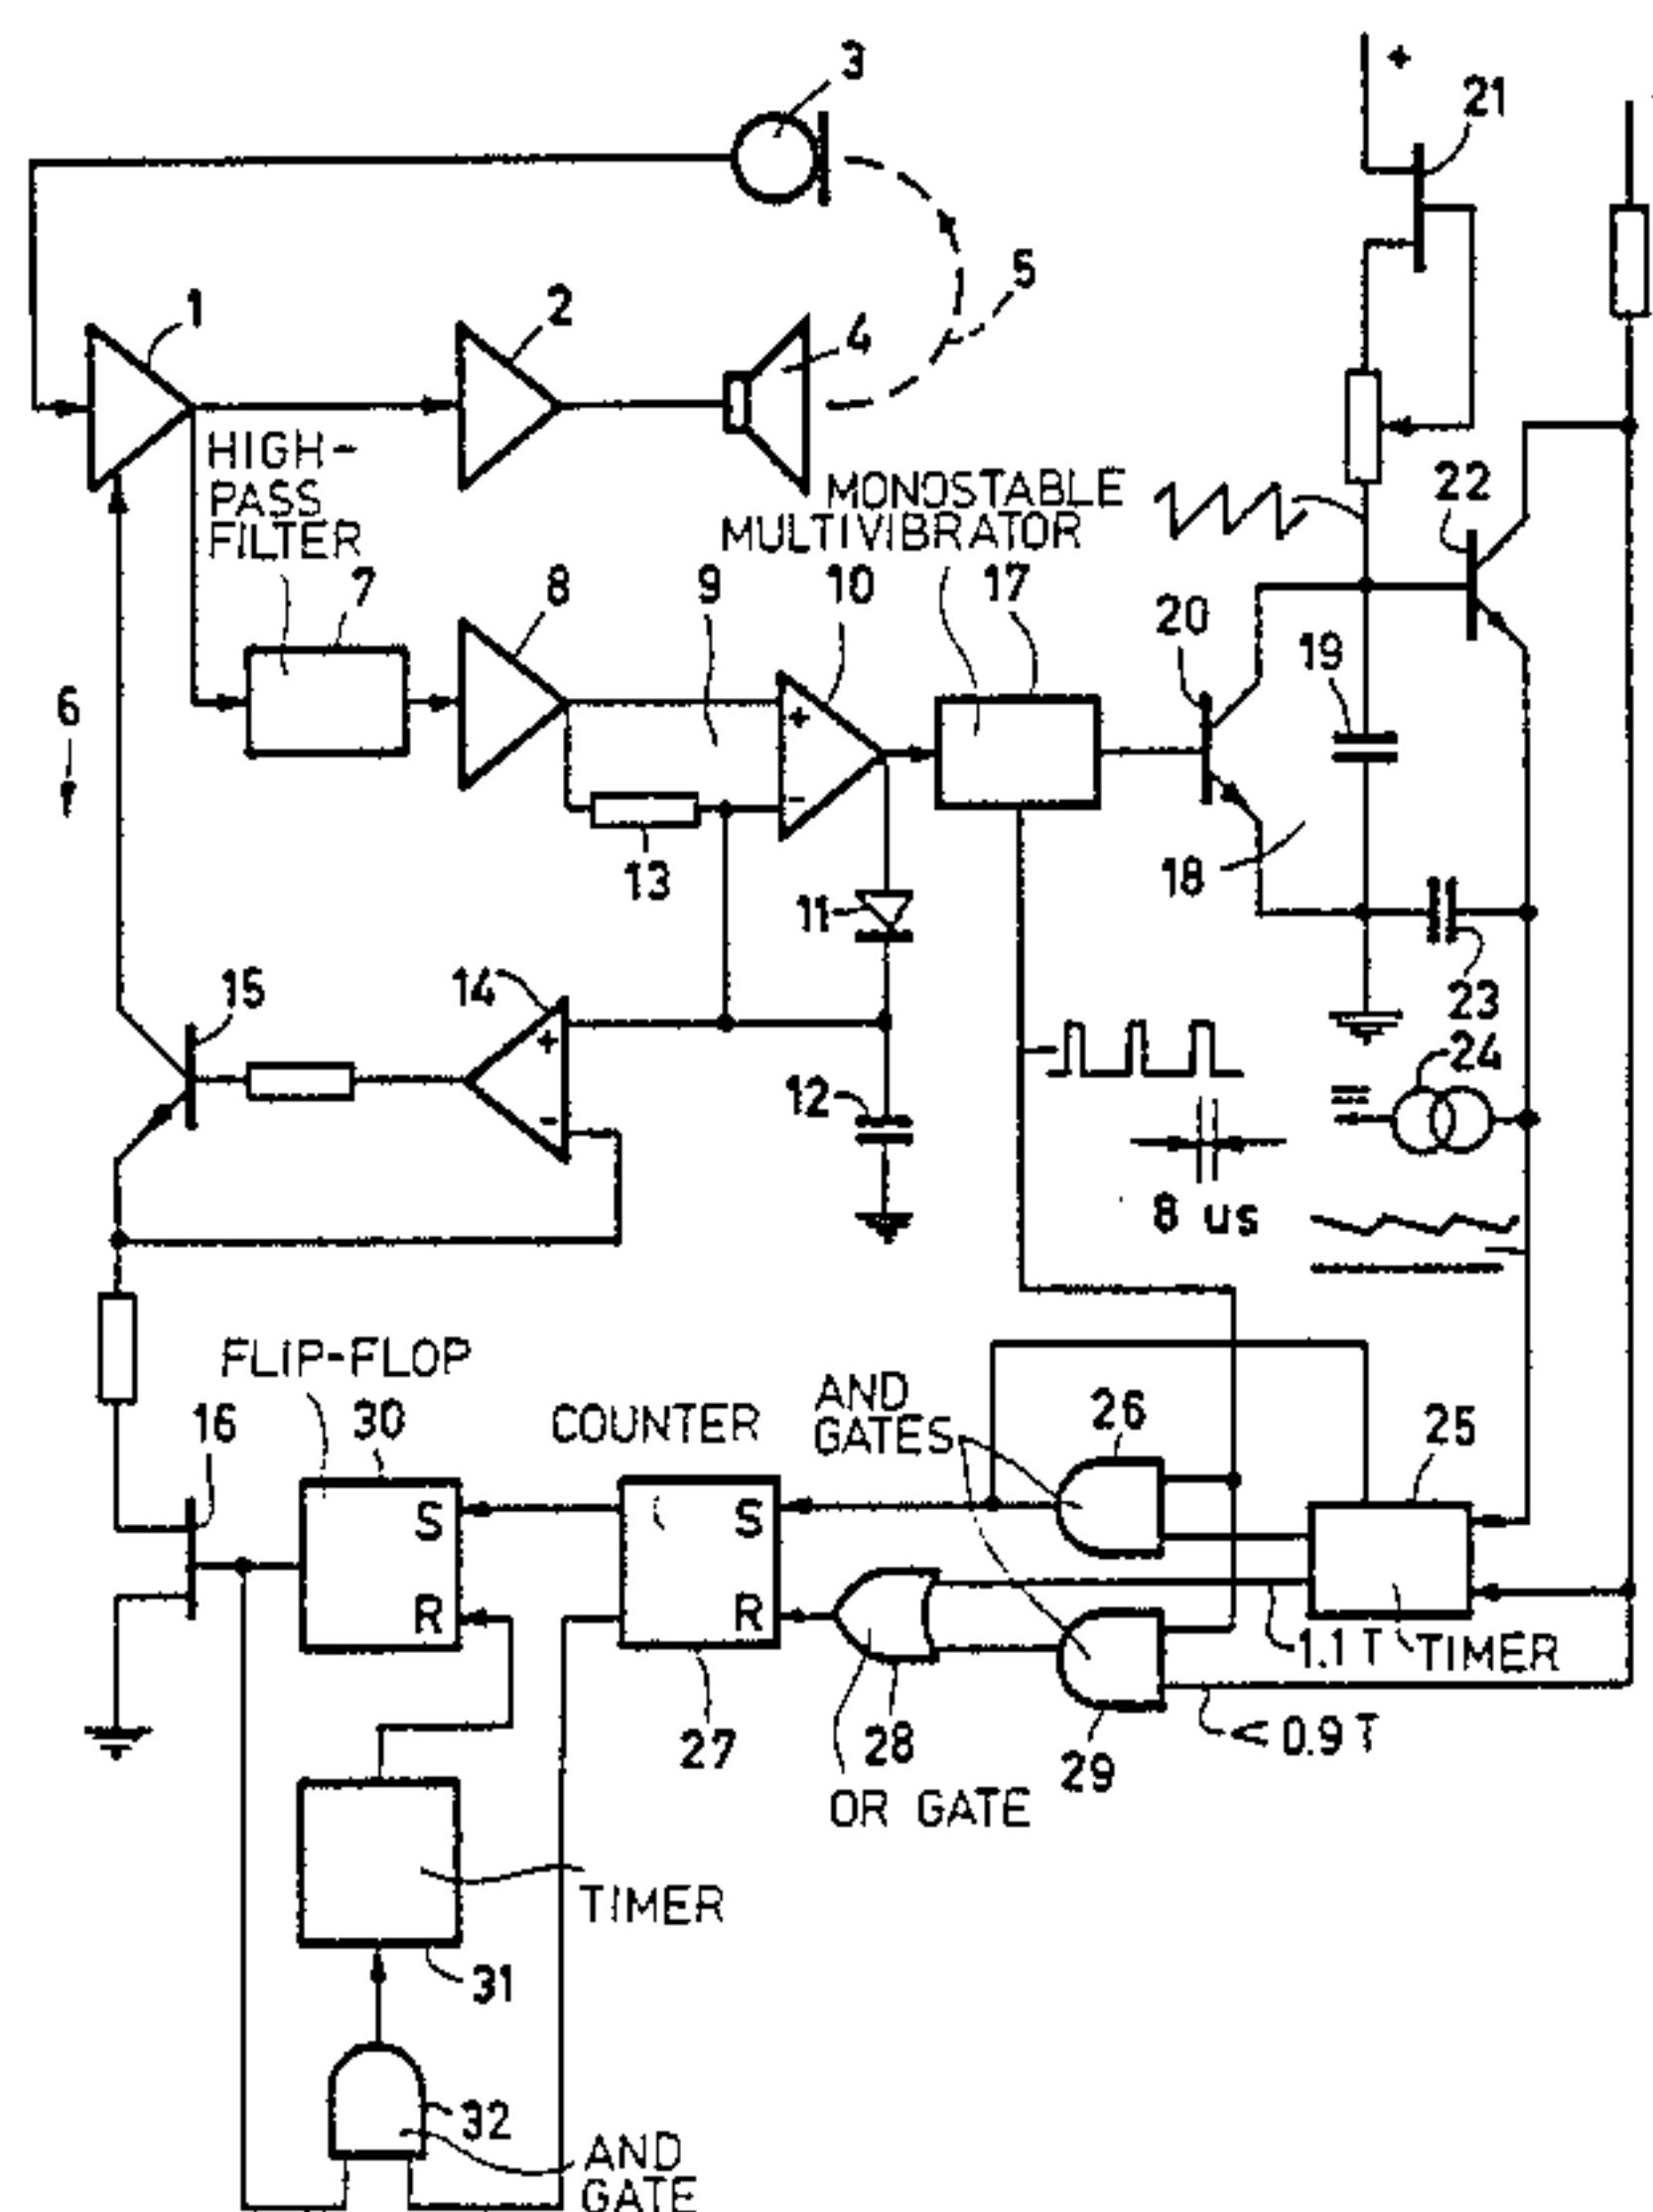 3
+
21
1
2
4
5
HIGH-
PASS
FILTER
MONOSTABLE
MULTIVIBRATOR
22
7
8
9
10
17
20
19
6
+
-
13
18
11
23
15
14
+
-
12
24
8 us
FLIP-FLOP
30
COUNTER
AND
GATES
26
25
16
S
R
S
R
1.1 T
TIMER
27
28
29
< 0.9 T
OR GATE
TIMER
31
32
AND
GATE